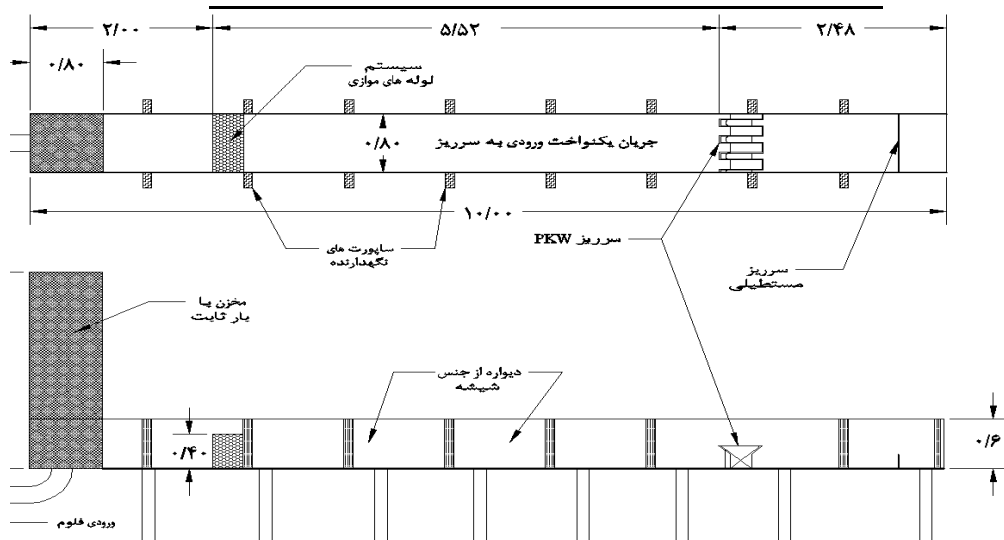 ۲/۰۰
۵/۵۲
۲/۴۸
۰/۸۰
سیستم
لوله های موازی
۰/۸۰
جریان یکنواخت ورودی به سرریز
۱۰/۰۰
ساپورت های
نگهدارنده
سرریز PKW
سرریز
مستطیلی
مخزن یا
بار ثابت
دیواره از جنس
شیشه
۰/۴۰
۰/۶
ورودی فلوم